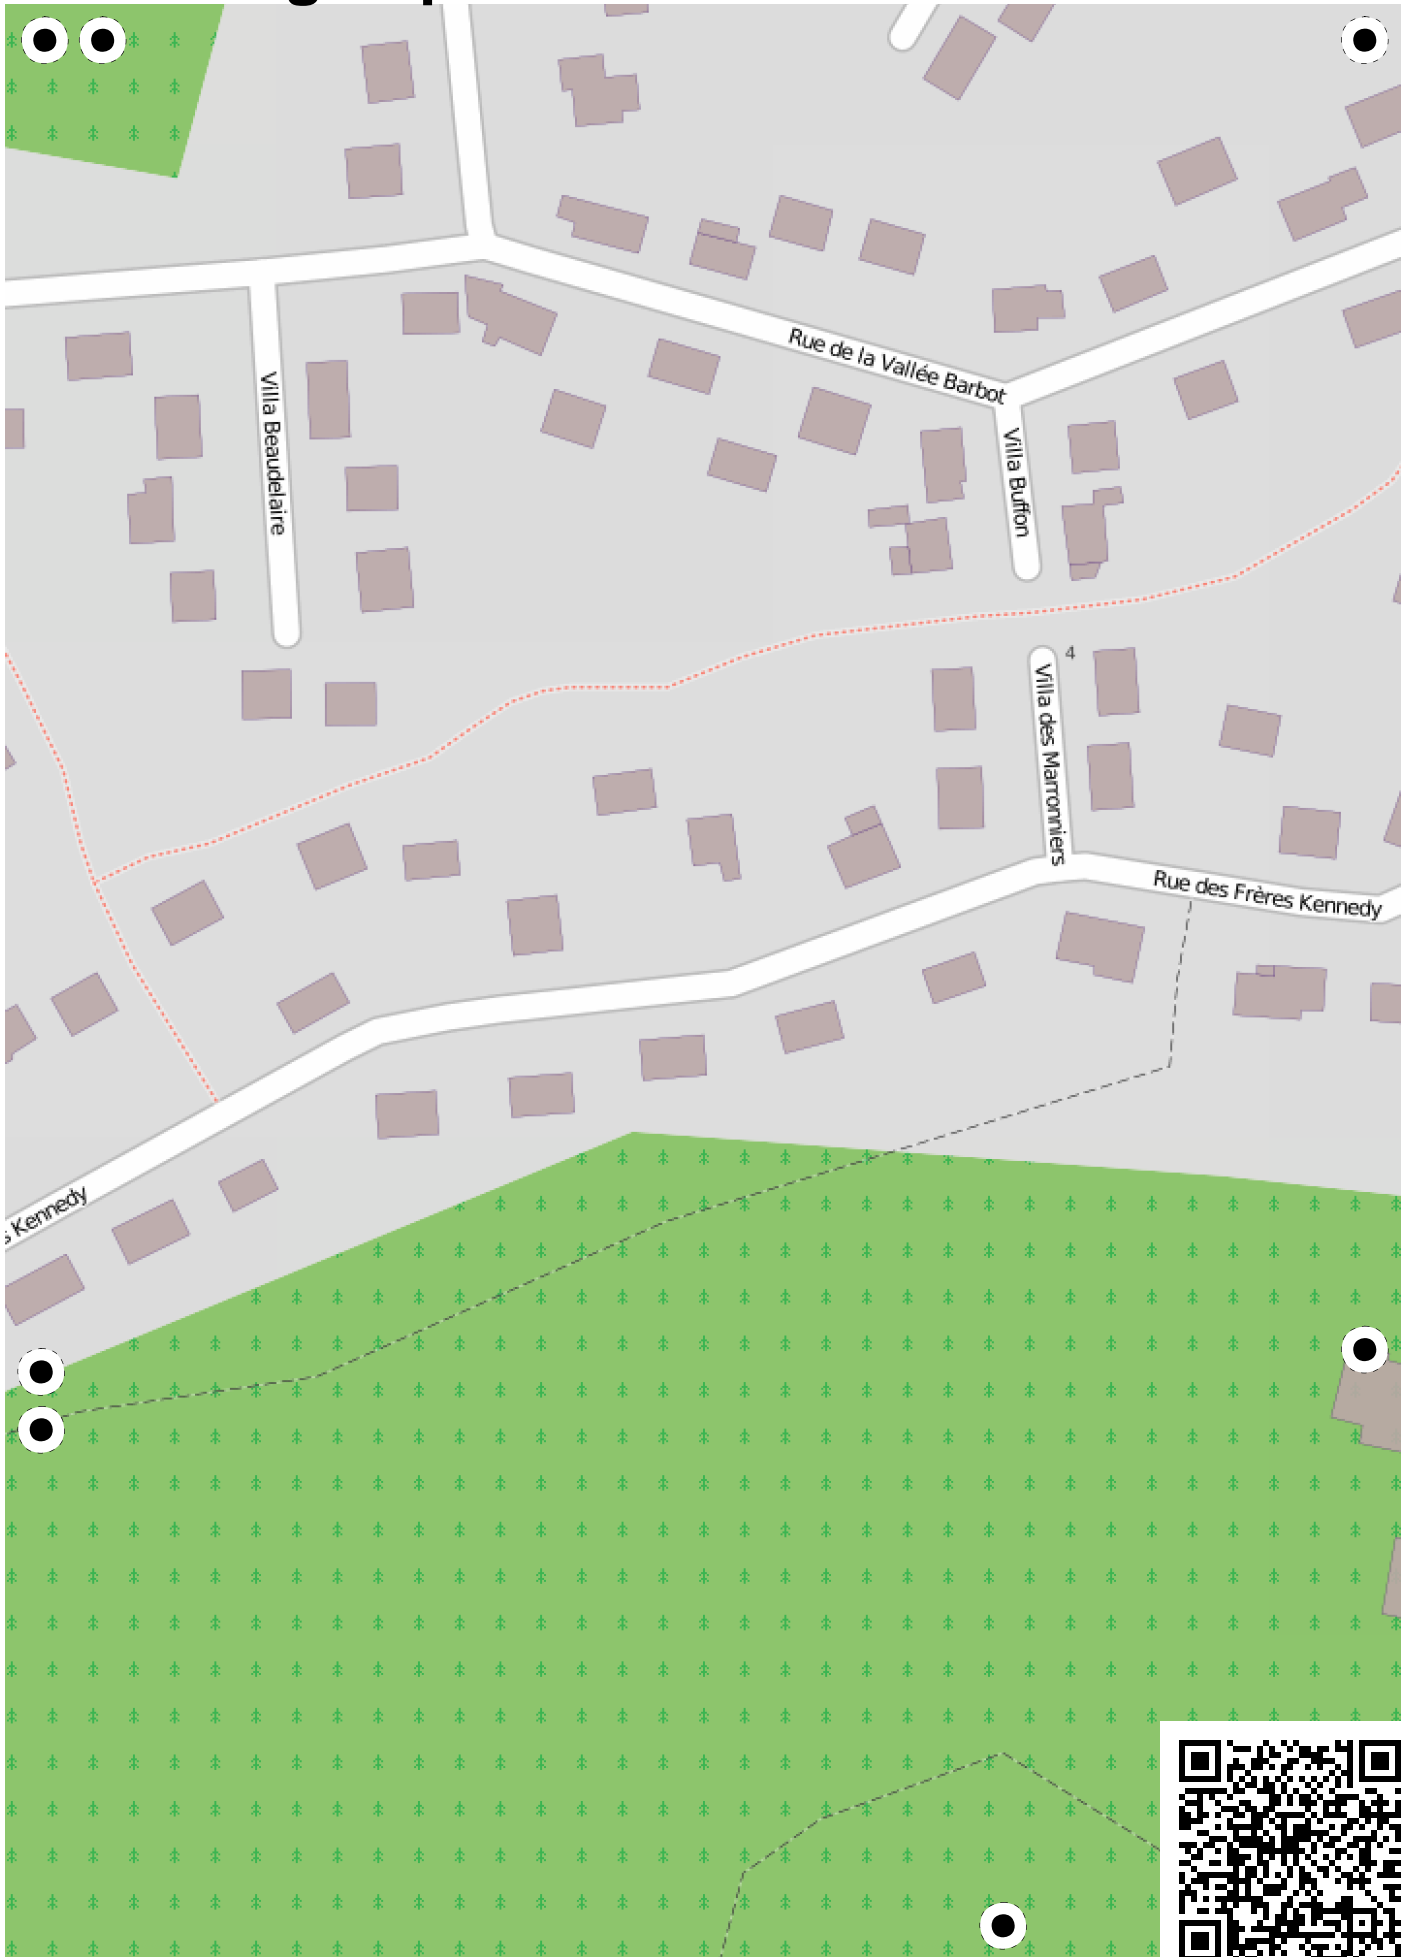 Rue de la Vallée Barbot
Villa Beaudelaire
Villa Buffon
4
Villa des Marronniers
Rue des Frères Kennedy
s Kennedy